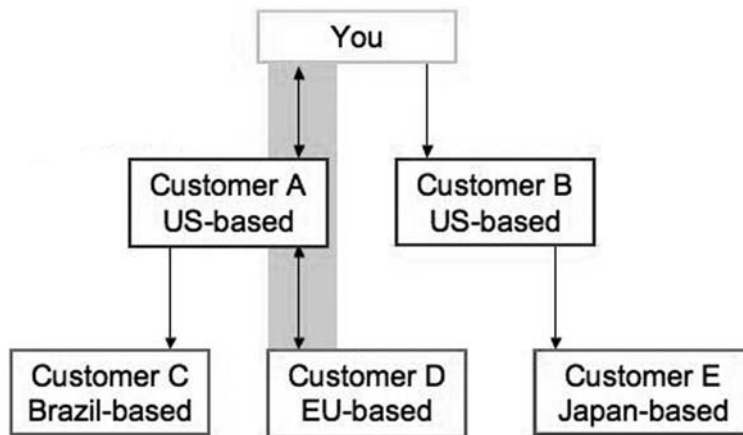 You
Customer A
US-based
Customer B
US-based
Customer C
Brazil-based
Customer D
EU-based
Customer E
Japan-based